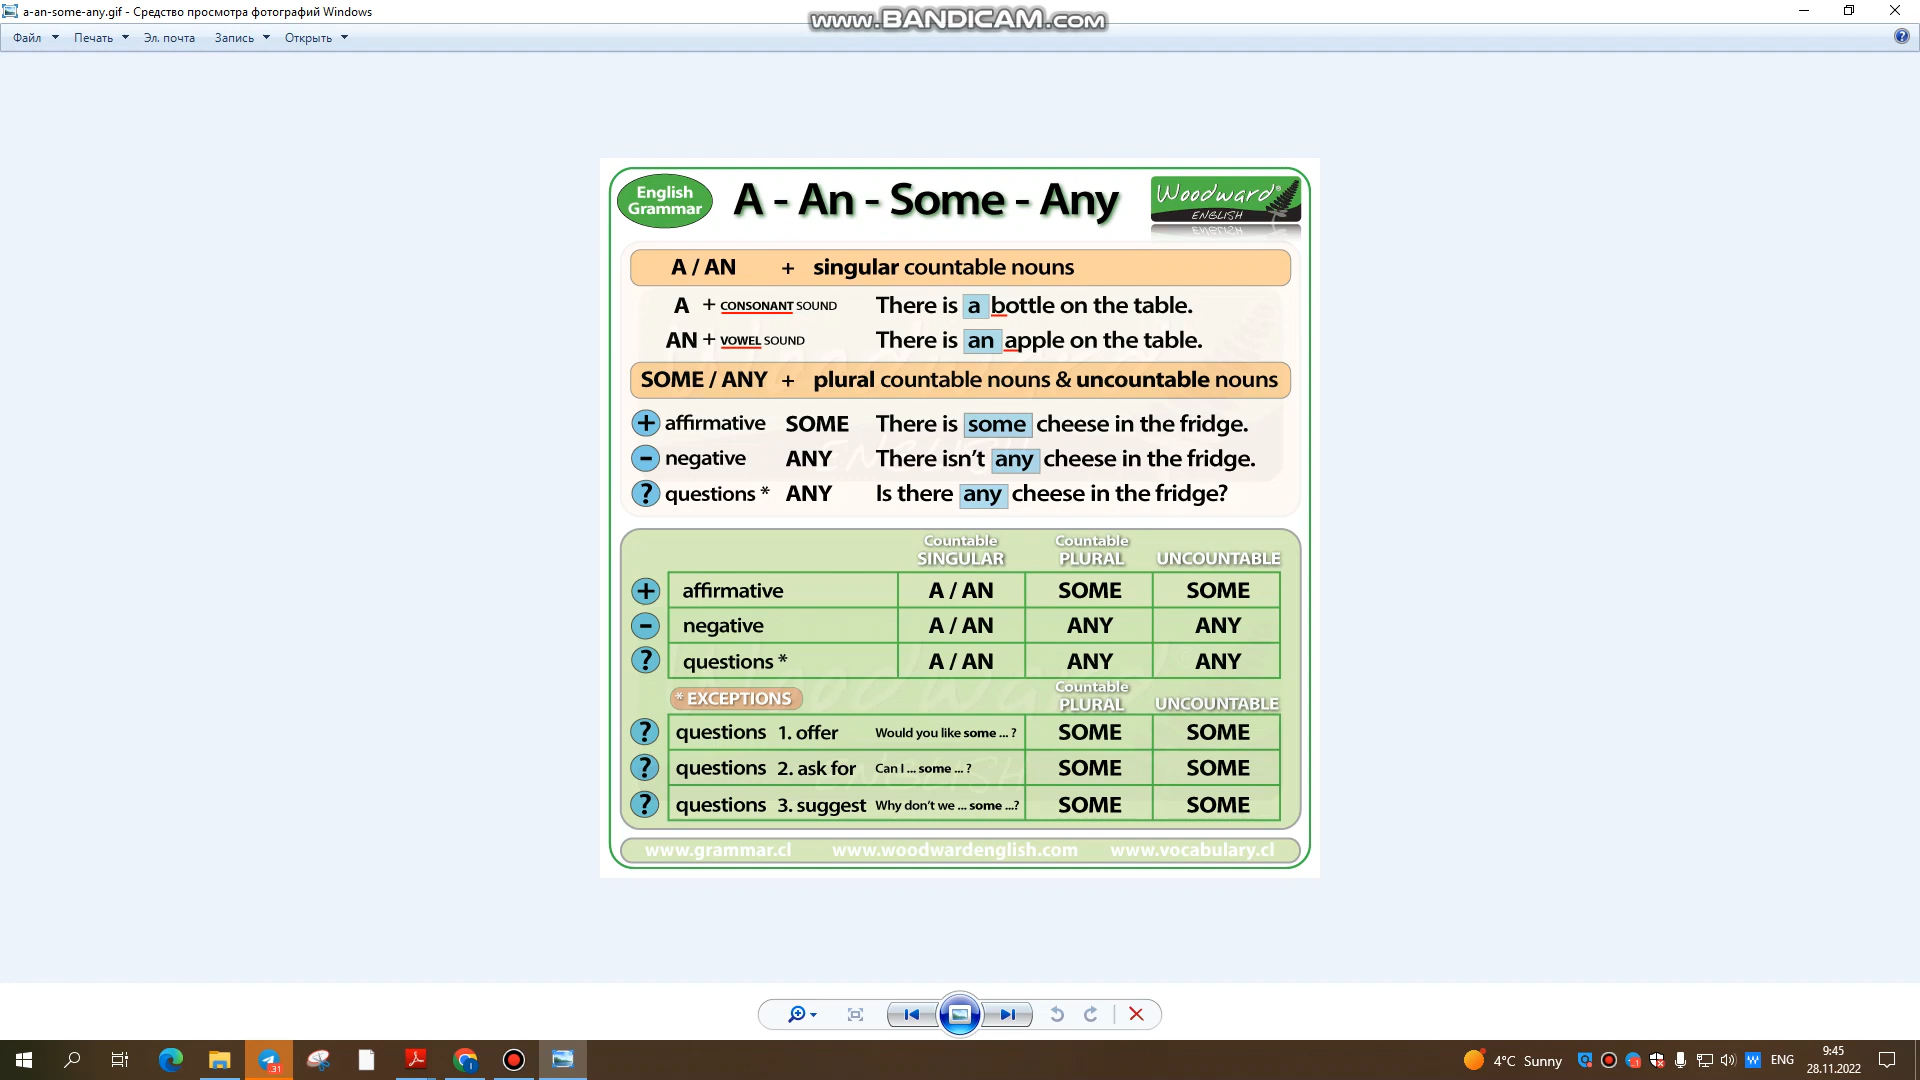 a-an-some-any.gif - Средство просмотра фотографий Windows
www.BANDICAM.com
Файл Печать Эл. почта Запись Открыть
English
Grammar
A - An - Some - Any
Woodward®
ENGLISH
A / AN + singular countable nouns
A + CONSONANT SOUND There is a bottle on the table.
AN + VOWEL SOUND There is an apple on the table.
SOME / ANY + plural countable nouns & uncountable nouns
+ affirmative SOME There is some cheese in the fridge.
- negative ANY There isn't any cheese in the fridge.
? questions * ANY Is there any cheese in the fridge?
Countable SINGULAR Countable PLURAL UNCOUNTABLE
+ affirmative A / AN SOME SOME
- negative A / AN ANY ANY
? questions * A / AN ANY ANY
* EXCEPTIONS Countable PLURAL UNCOUNTABLE
? questions 1. offer Would you like some ... ? SOME SOME
? questions 2. ask for Can I ... some ... ? SOME SOME
? questions 3. suggest Why don't we ... some ...? SOME SOME
www.grammar.cl www.woodwardenglish.com www.vocabulary.cl
31
4°C Sunny
ENG
9:45
28.11.2022